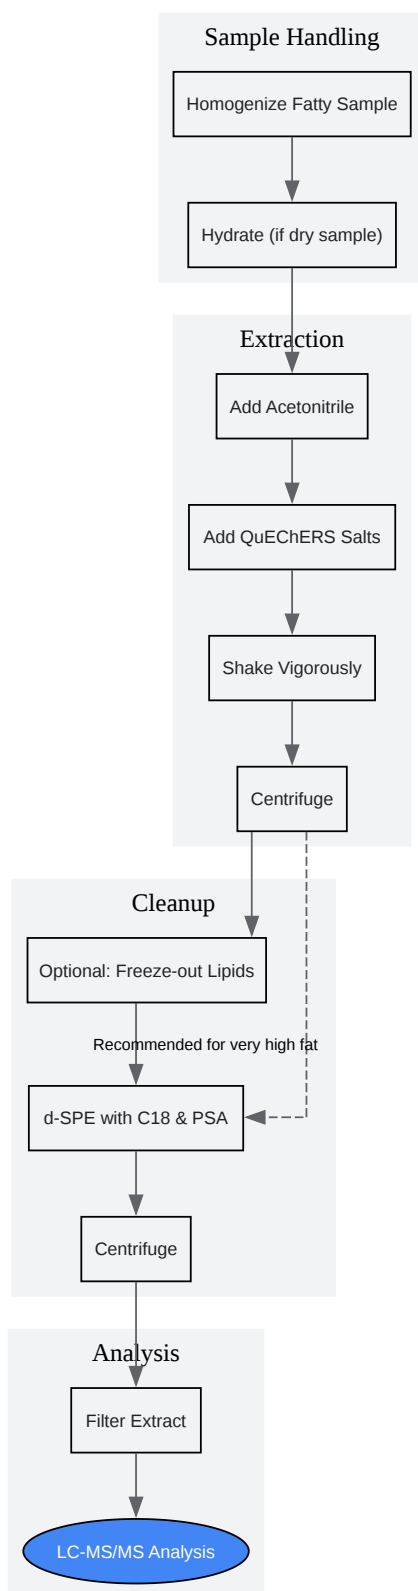 Sample Handling
Homogenize Fatty Sample
Hydrate (if dry sample)
Extraction
Add Acetonitrile
Add QuEChERS Salts
Shake Vigorously
Centrifuge
Cleanup
Optional: Freeze-out Lipids
Recommended for very high fat
d-SPE with C18 & PSA
Centrifuge
Analysis
Filter Extract
LC-MS/MS Analysis